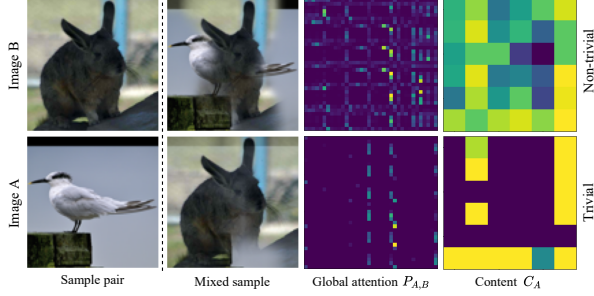 Image B
Non-trivial
Image A
Trivial
Sample pair
Mixed sample
Global attention P_{A,B}
Content C_A